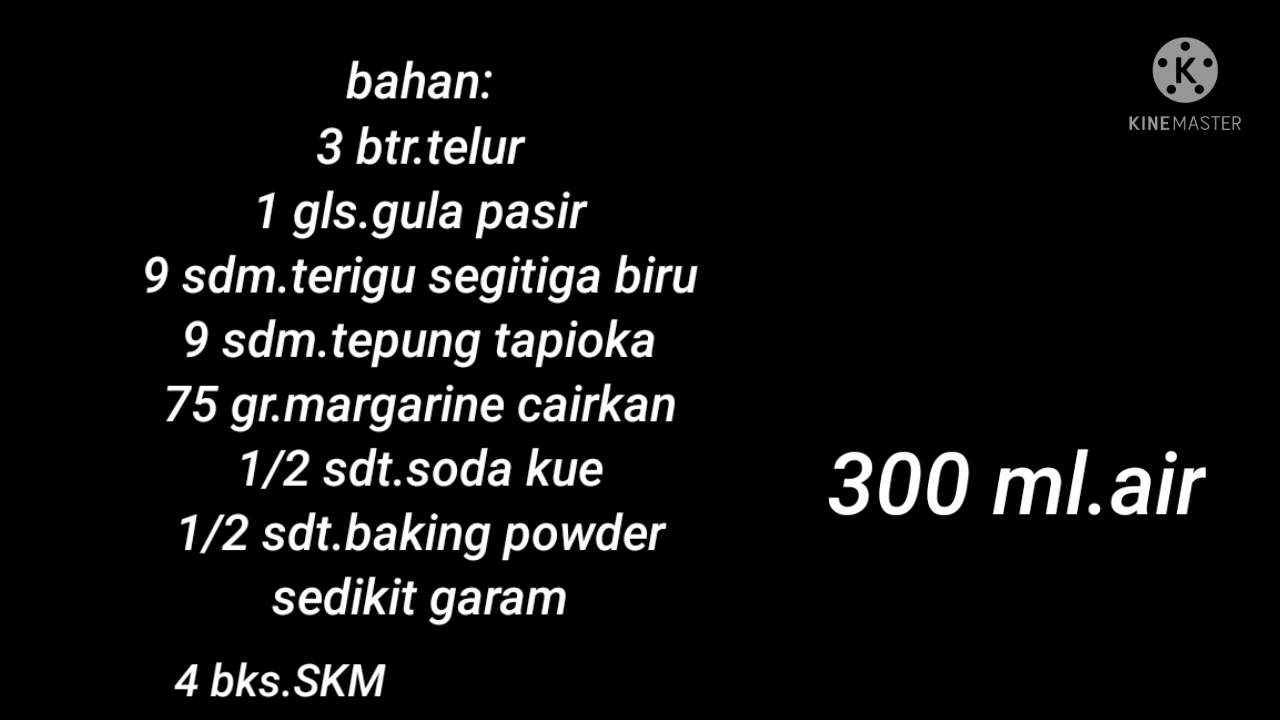 bahan:
3 btr.telur
1 gls.gula pasir
9 sdm.terigu segitiga biru
9 sdm.tepung tapioka
75 gr.margarine cairkan
1/2 sdt.soda kue
1/2 sdt.baking powder
sedikit garam
4 bks.SKM
300 ml.air
K
KINEMASTER